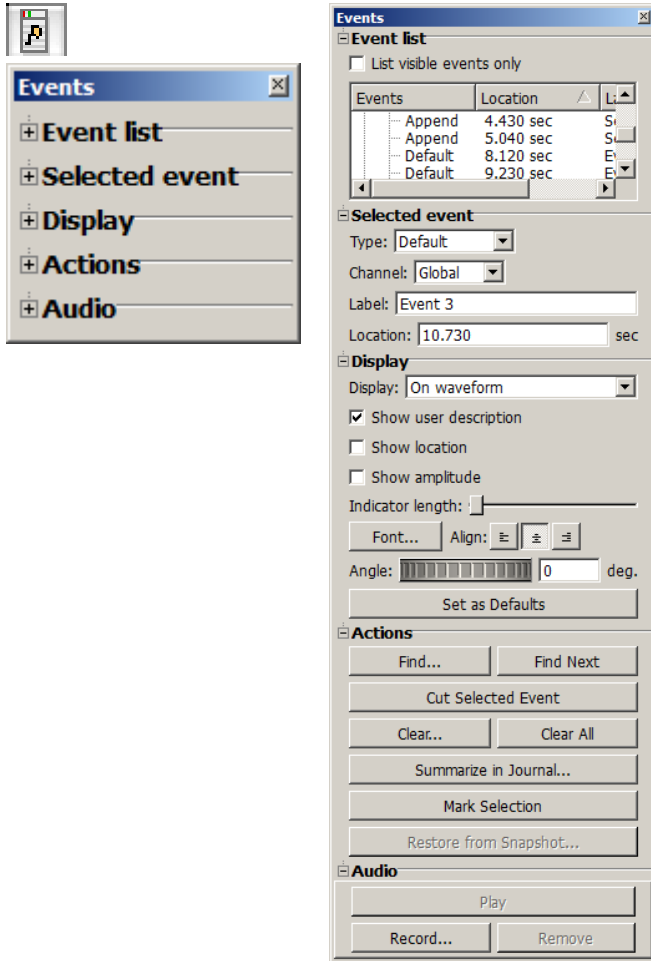 Events
Event list
Selected event
Display
Actions
Audio
Events
Event list
List visible events only
Events Location
Append 4.430 sec
Append 5.040 sec
Default 8.120 sec
Default 9.230 sec
Selected event
Type: Default
Channel: Global
Label: Event 3
Location: 10.730 sec
Display
Display: On waveform
Show user description
Show location
Show amplitude
Indicator length:
Font... Align:
Angle: 0 deg.
Set as Defaults
Actions
Find... Find Next
Cut Selected Event
Clear... Clear All
Summarize in Journal...
Mark Selection
Restore from Snapshot...
Audio
Play
Record... Remove